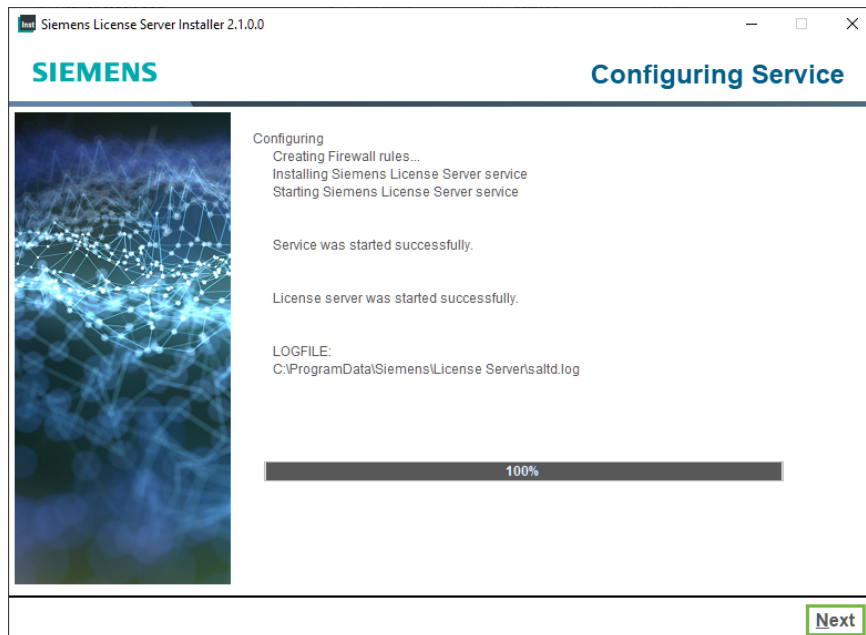 Inst Siemens License Server Installer 2.1.0.0
SIEMENS
Configuring Service
Configuring
Creating Firewall rules...
Installing Siemens License Server service
Starting Siemens License Server service
Service was started successfully.
License server was started successfully.
LOGFILE:
C:\ProgramData\Siemens\License Server\saltd.log
100%
Next